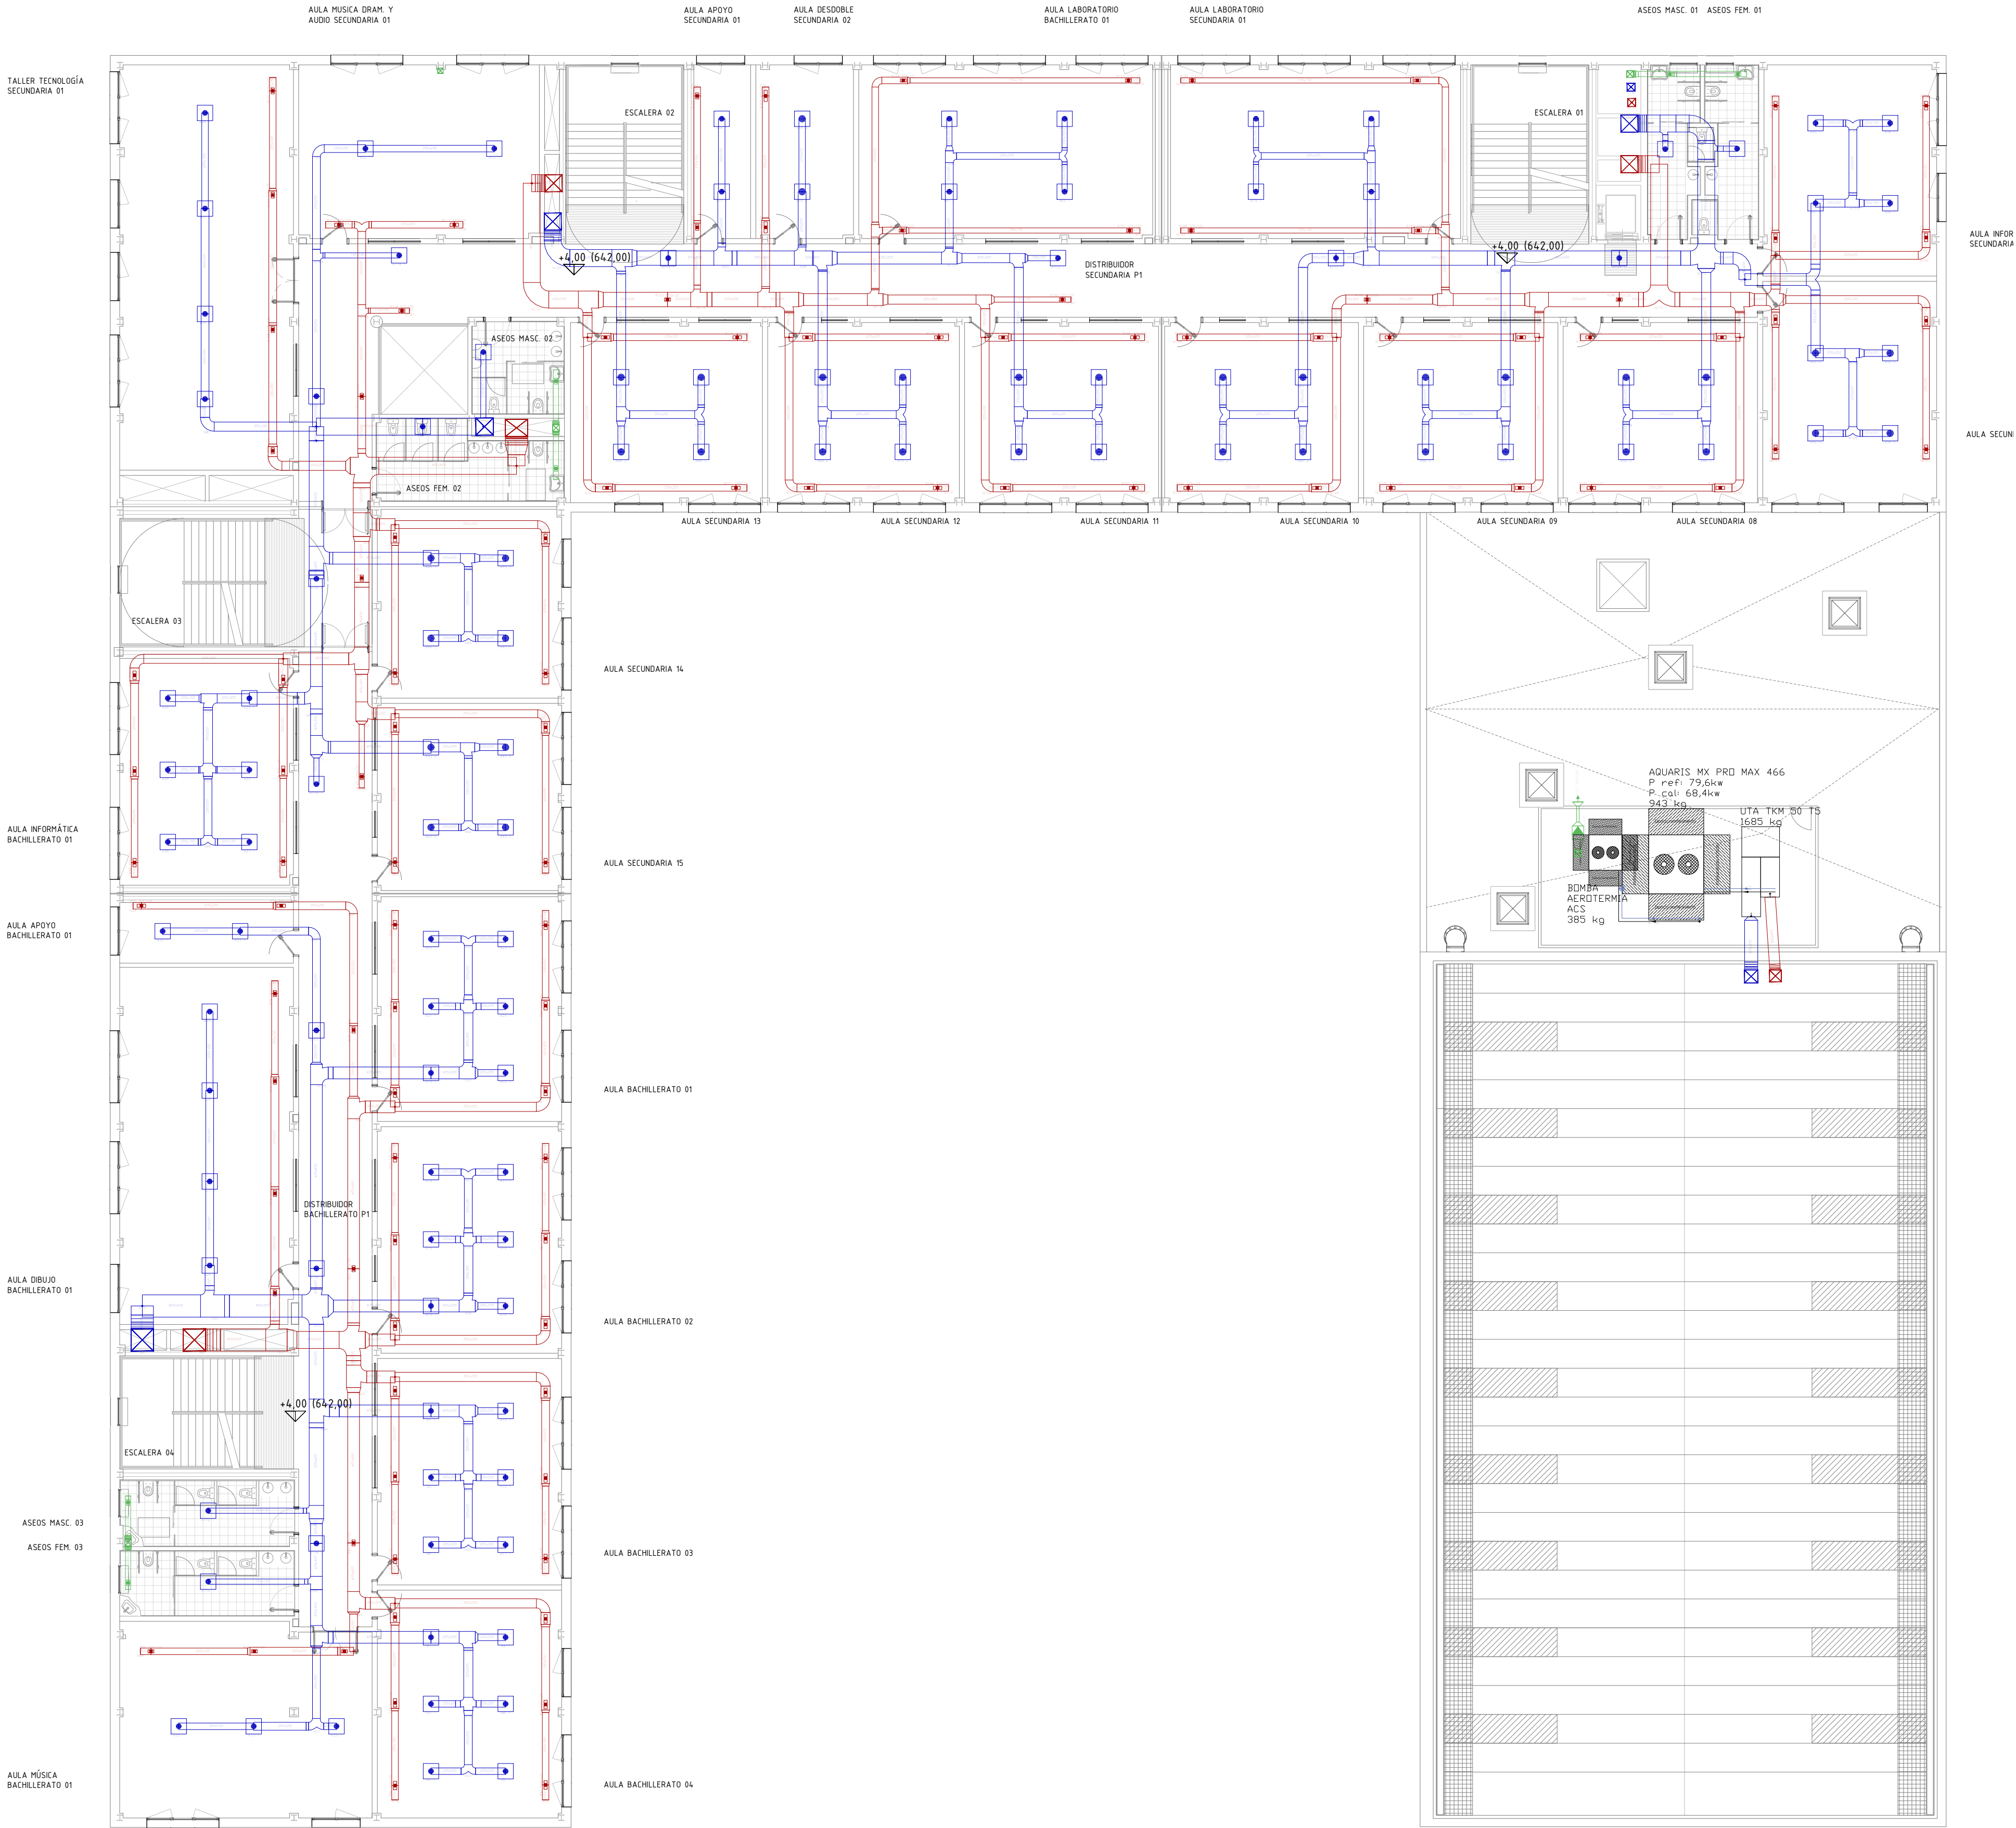 AULA MUSICA DRAM. Y
AUDIO SECUNDARIA 01
AULA APOYO
SECUNDARIA 01
AULA DESDOBLE
SECUNDARIA 02
AULA LABORATORIO
BACHILLERATO 01
AULA LABORATORIO
SECUNDARIA 01
ASEOS MASC. 01
ASEOS FEM. 01
TALLER TECNOLOGÍA
SECUNDARIA 01
ESCALERA 02
ESCALERA 01
AULA INFOR
SECUNDARIA
+4,00 (642,00)
+4,00 (642,00)
DISTRIBUIDOR
SECUNDARIA P1
ASEOS MASC. 02
AULA SECUN
ASEOS FEM. 02
AULA SECUNDARIA 13
AULA SECUNDARIA 12
AULA SECUNDARIA 11
AULA SECUNDARIA 10
AULA SECUNDARIA 09
AULA SECUNDARIA 08
ESCALERA 03
AULA SECUNDARIA 14
AQUARIS MX PRO MAX 466
P ref: 79,6kw
P cal: 68,4kw
943 kg
UTA TKM 50 T5
1685 kg
AULA INFORMÁTICA
BACHILLERATO 01
AULA SECUNDARIA 15
BOMBA
AEROTERMIA
ACS
385 kg
AULA APOYO
BACHILLERATO 01
AULA BACHILLERATO 01
DISTRIBUIDOR
BACHILLERATO P1
AULA DIBUJO
BACHILLERATO 01
AULA BACHILLERATO 02
+4,00 (642,00)
ESCALERA 04
ASEOS MASC. 03
ASEOS FEM. 03
AULA BACHILLERATO 03
AULA MÚSICA
BACHILLERATO 01
AULA BACHILLERATO 04